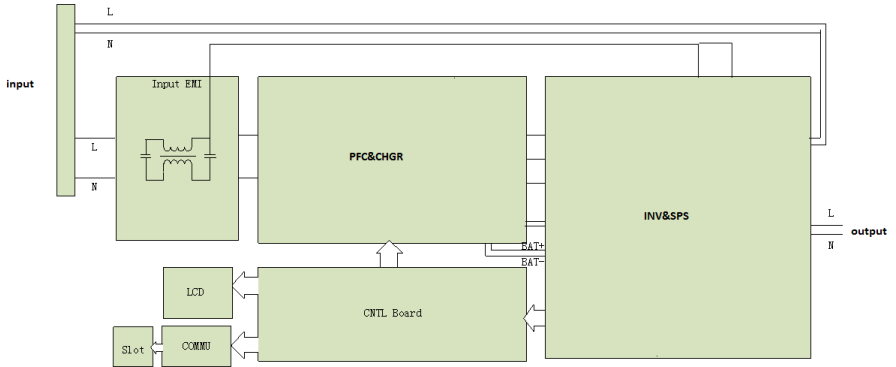 L
N
input
Input EMI
L
N
PFC&CHGR
INV&SPS
L
output
N
BAT+
BAT-
LCD
CNTL Board
COMMU
Slot